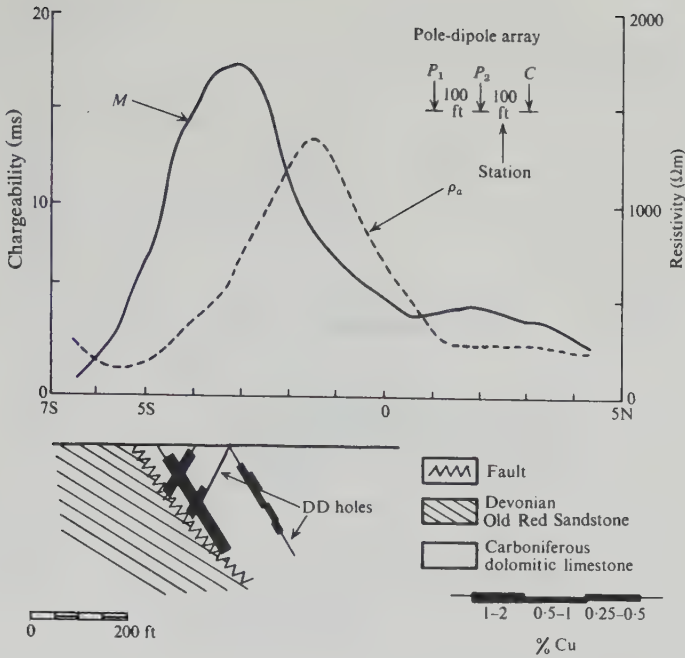 20
2000
Pole-dipole array
P₁ P₂ C
100 100
ft ft
M
Station
ρₐ
Chargeability (ms)
10
1000
Resistivity (Ωm)
0
0
7S 5S 0 5N
DD holes
Fault
Devonian
Old Red Sandstone
Carboniferous
dolomitic limestone
0 200 ft
1–2 0·5–1 0·25–0·5
% Cu